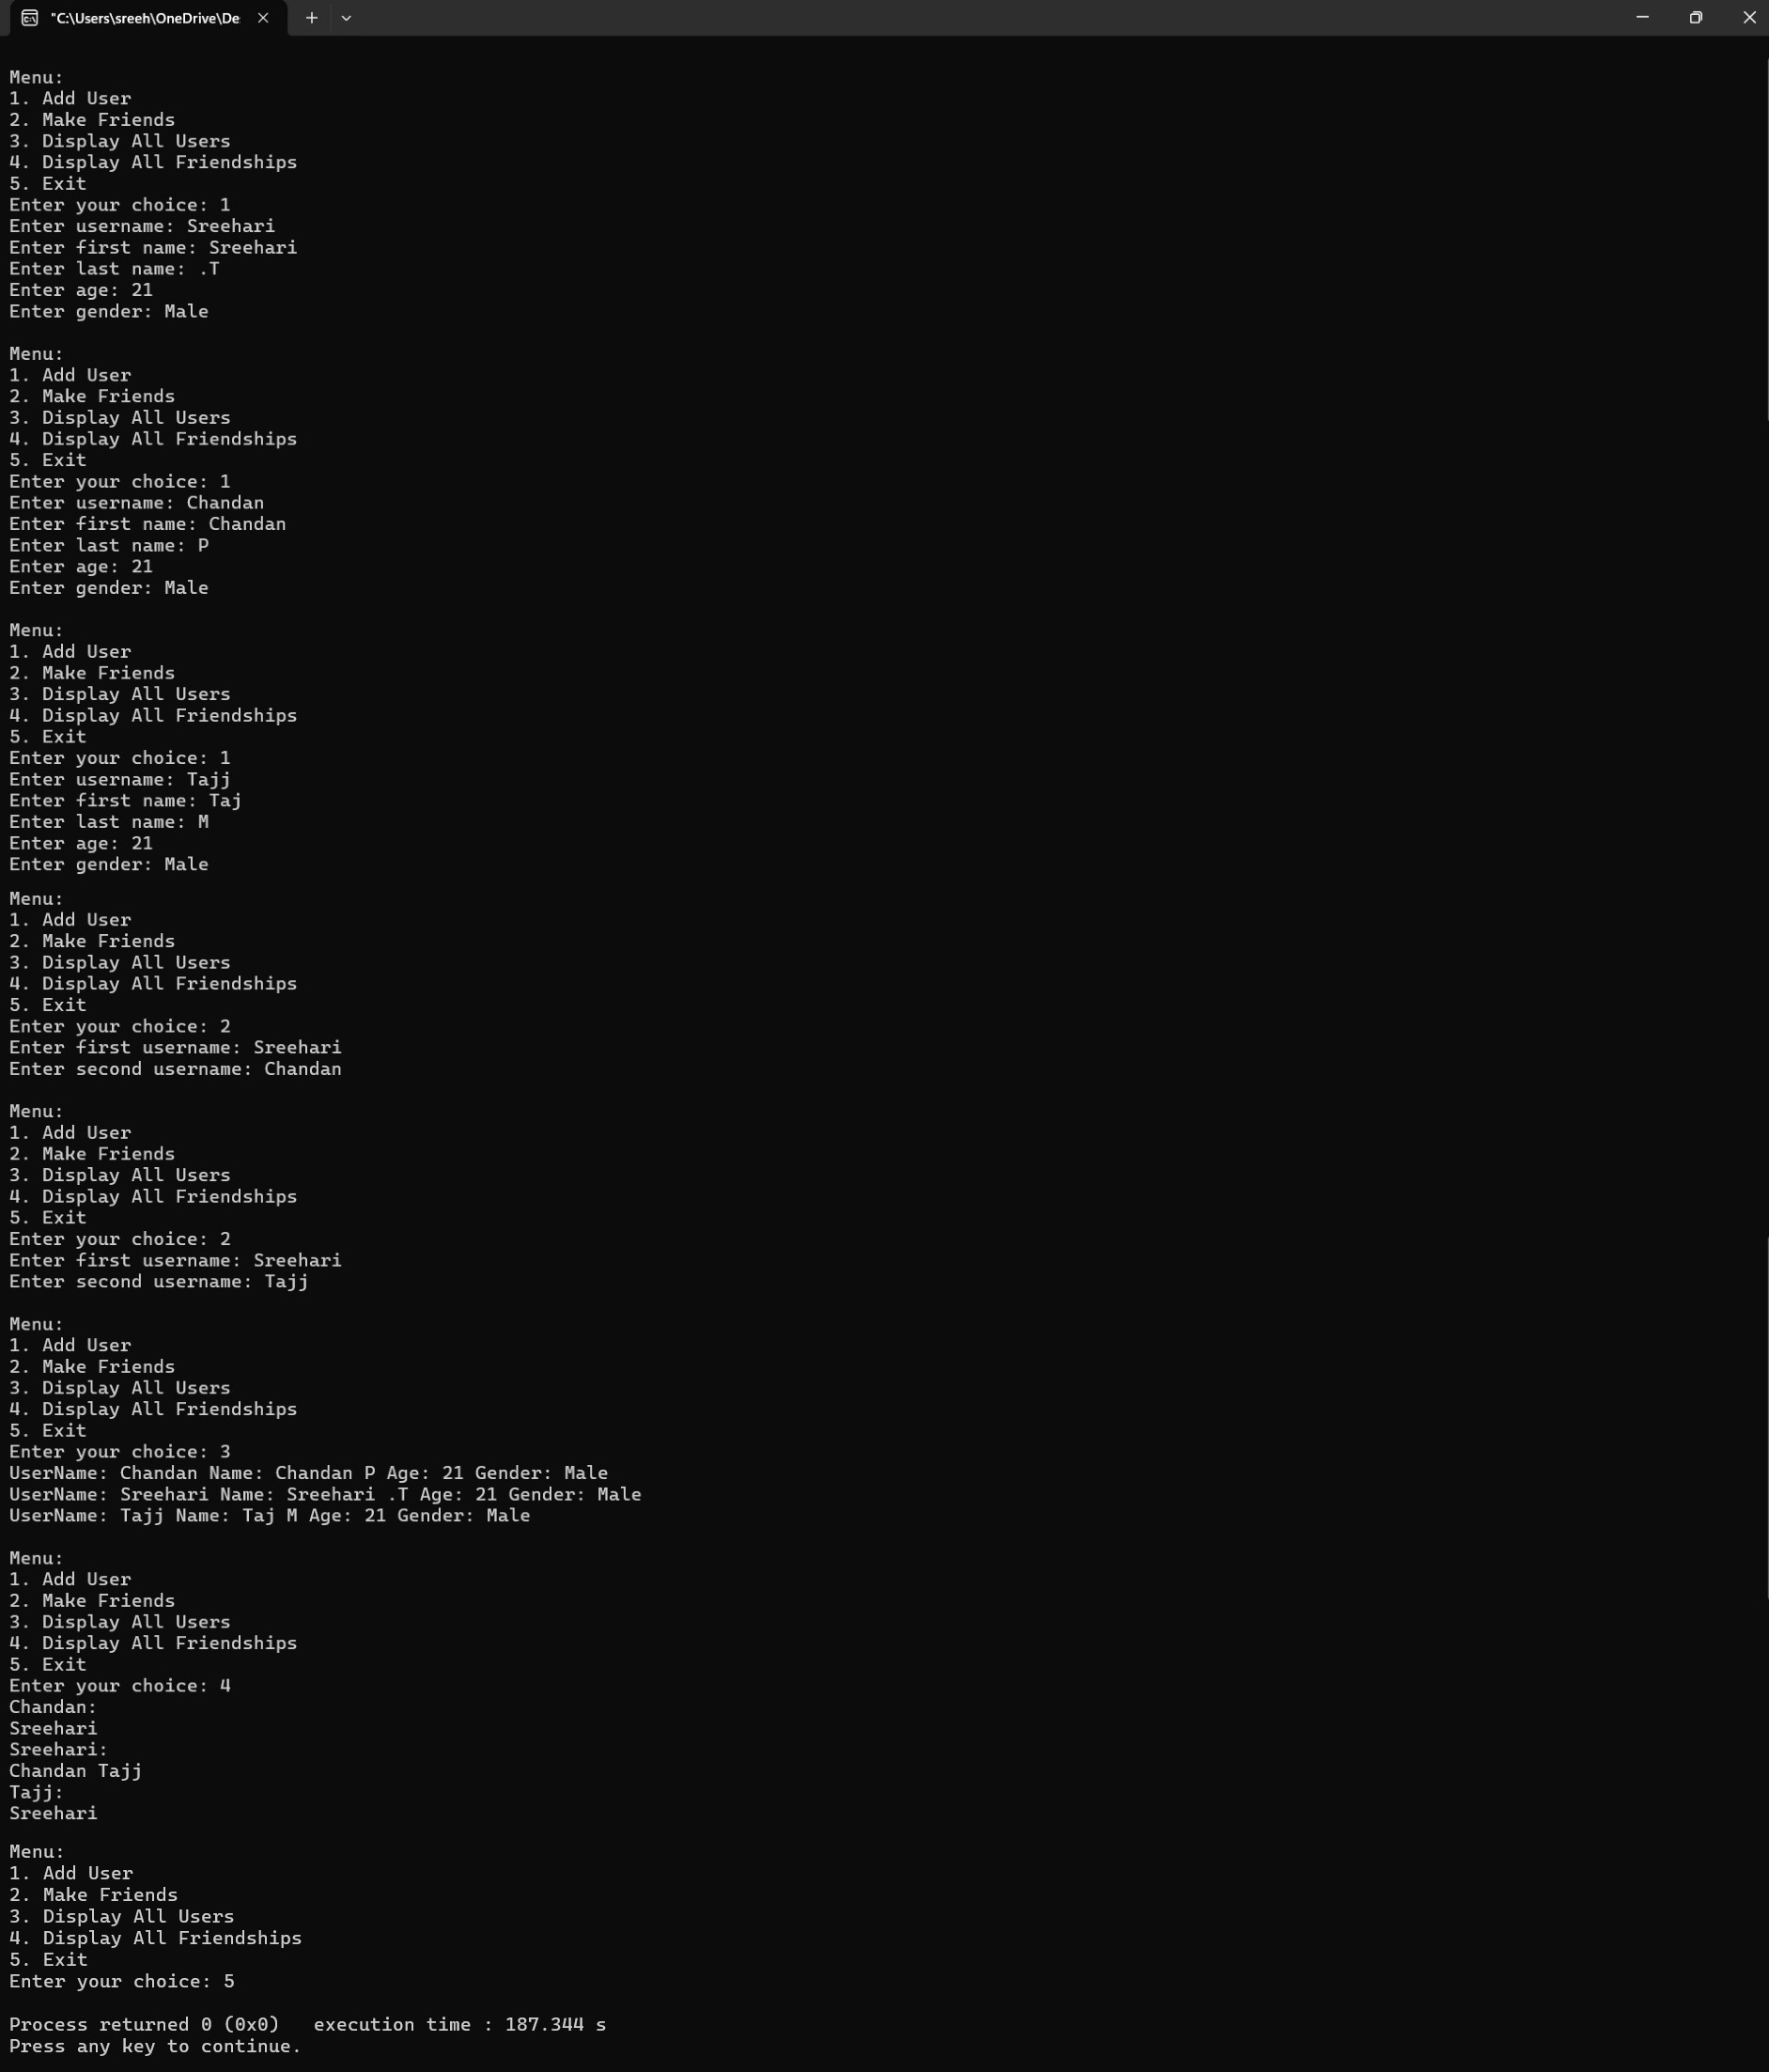 "C:\Users\sreeh\OneDrive\De:
Menu:
1. Add User
2. Make Friends
3. Display All Users
4. Display All Friendships
5. Exit
Enter your choice: 1
Enter username: Sreehari
Enter first name: Sreehari
Enter last name: .T
Enter age: 21
Enter gender: Male
Menu:
1. Add User
2. Make Friends
3. Display All Users
4. Display All Friendships
5. Exit
Enter your choice: 1
Enter username: Chandan
Enter first name: Chandan
Enter last name: P
Enter age: 21
Enter gender: Male
Menu:
1. Add User
2. Make Friends
3. Display All Users
4. Display All Friendships
5. Exit
Enter your choice: 1
Enter username: Tajj
Enter first name: Taj
Enter last name: M
Enter age: 21
Enter gender: Male
Menu:
1. Add User
2. Make Friends
3. Display All Users
4. Display All Friendships
5. Exit
Enter your choice: 2
Enter first username: Sreehari
Enter second username: Chandan
Menu:
1. Add User
2. Make Friends
3. Display All Users
4. Display All Friendships
5. Exit
Enter your choice: 2
Enter first username: Sreehari
Enter second username: Tajj
Menu:
1. Add User
2. Make Friends
3. Display All Users
4. Display All Friendships
5. Exit
Enter your choice: 3
UserName: Chandan Name: Chandan P Age: 21 Gender: Male
UserName: Sreehari Name: Sreehari .T Age: 21 Gender: Male
UserName: Tajj Name: Taj M Age: 21 Gender: Male
Menu:
1. Add User
2. Make Friends
3. Display All Users
4. Display All Friendships
5. Exit
Enter your choice: 4
Chandan:
Sreehari
Sreehari:
Chandan Tajj
Tajj:
Sreehari
Menu:
1. Add User
2. Make Friends
3. Display All Users
4. Display All Friendships
5. Exit
Enter your choice: 5
Process returned 0 (0x0)   execution time : 187.344 s
Press any key to continue.